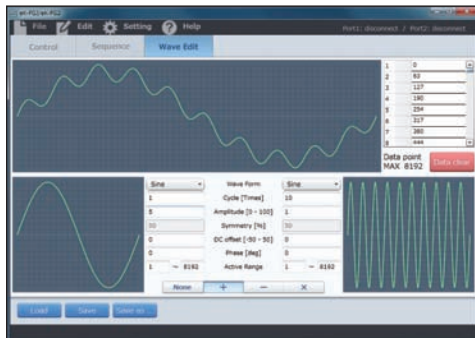 File Edit Setting Help
Port1: disconnect / Port2: disconnect
Control Sequence Wave Edit
1 0
2 63
3 127
4 190
5 254
6 317
7 380
8 444
Data point
MAX 8192
Data clear
Sine Wave Form Sine
1 Cycle [Times] 10
Amplitude [0 - 100] 1
50 Symmetry [%] 50
0 DC offset [-50 - 50] 0
0 Phase [deg] 0
1 ~ 8192 Active Range 1 ~ 8192
None + − ×
Load Save Save as ...